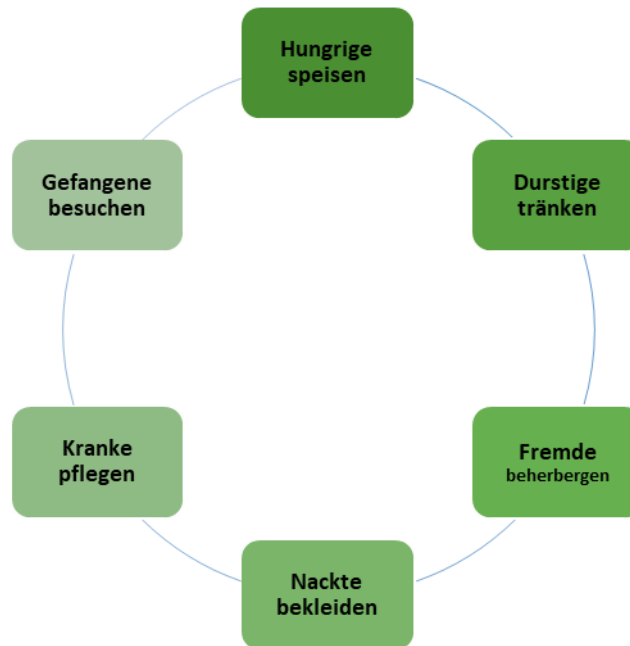 Hungrige
speisen
Durstige
tränken
Fremde
beherbergen
Nackte
bekleiden
Kranke
pflegen
Gefangene
besuchen